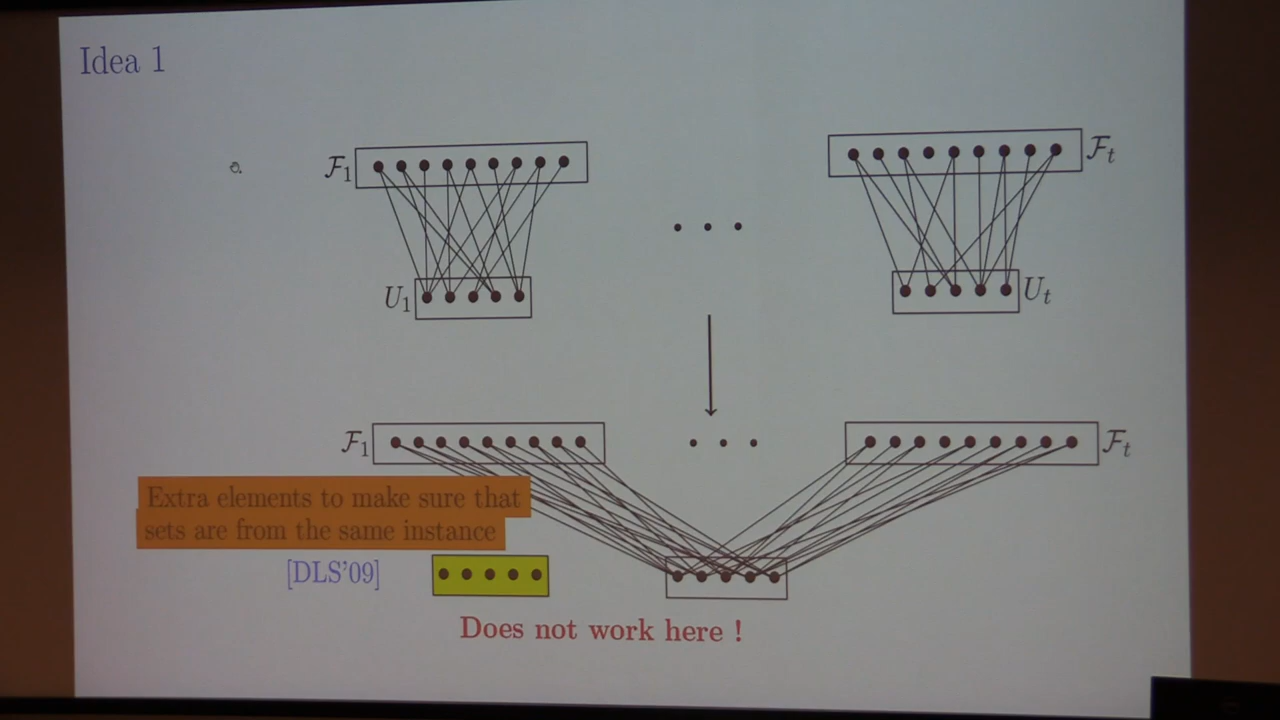 Idea 1
ℱ₁
ℱₜ
U₁
Uₜ
ℱ₁
ℱₜ
Extra elements to make sure that
sets are from the same instance
[DLS'09]
Does not work here !